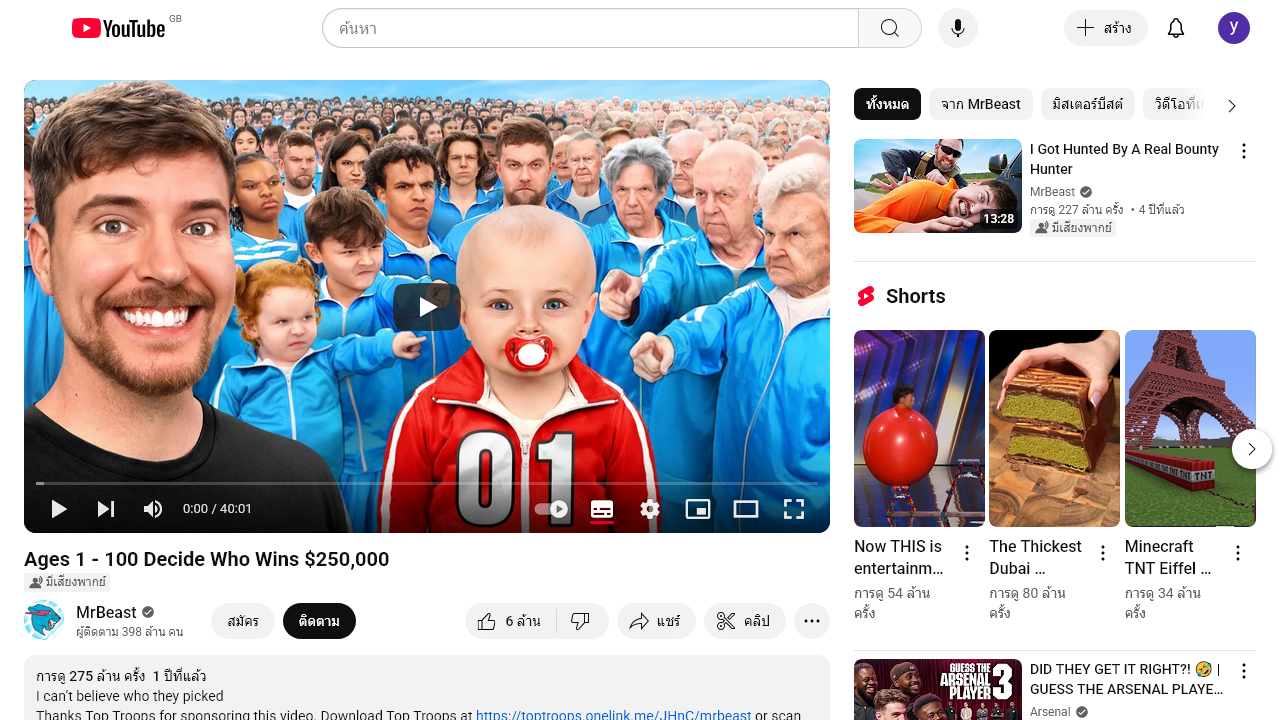 YouTube GB
ค้นหา
สร้าง
y
ทั้งหมด
จาก MrBeast
มิสเตอร์บีสต์
01
0:00 / 40:01
Ages 1 - 100 Decide Who Wins $250,000
มีเสียงพากย์
MrBeast
ผู้ติดตาม 398 ล้าน คน
สมัคร
ติดตาม
6 ล้าน
แชร์
คลิป
การดู 275 ล้าน ครั้ง 1 ปีที่แล้ว
I can't believe who they picked
Thanks Top Troops for sponsoring this video. Download Top Troops at https://toptroops.onelink.me/JHnC/mrbeast or scan
13:28
I Got Hunted By A Real Bounty
Hunter
MrBeast
การดู 227 ล้าน ครั้ง • 4 ปีที่แล้ว
มีเสียงพากย์
Shorts
TNT TNT
Now THIS is
entertainm...
การดู 54 ล้าน
ครั้ง
The Thickest
Dubai ...
การดู 80 ล้าน
ครั้ง
Minecraft
TNT Eiffel ...
การดู 34 ล้าน
ครั้ง
GUESS THE
ARSENAL
PLAYER 3
DID THEY GET IT RIGHT?! 🤣 |
GUESS THE ARSENAL PLAYE...
Arsenal